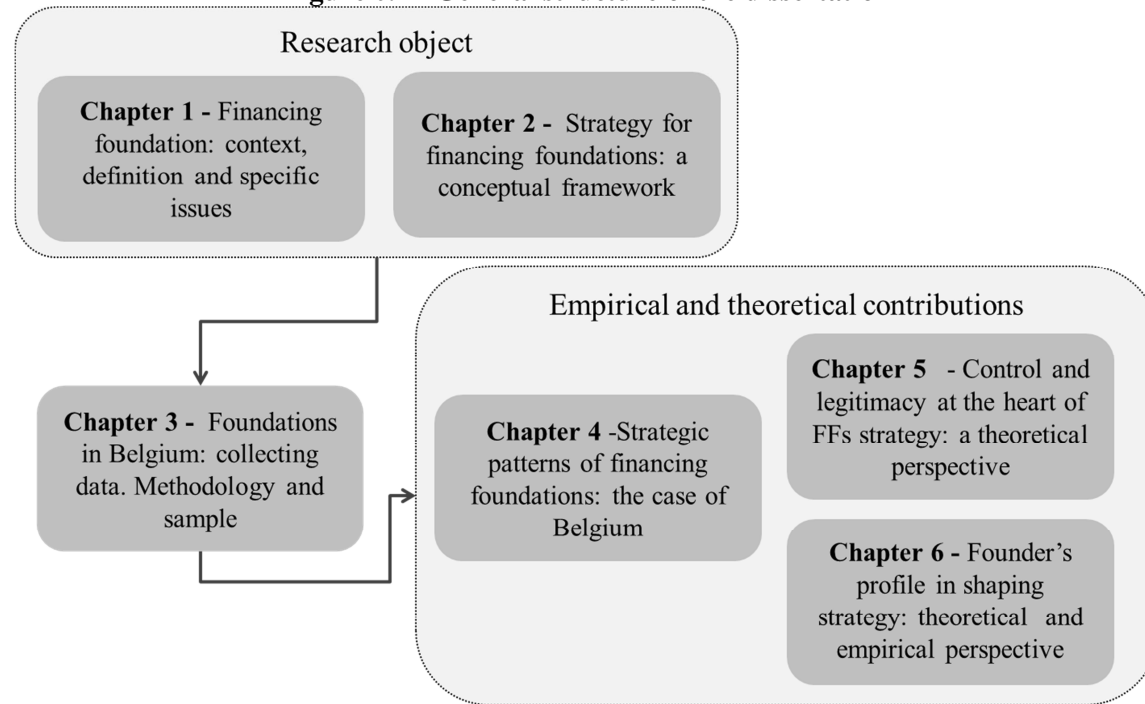 Research object
Chapter 1 - Financing
foundation: context,
definition and specific
issues
Chapter 2 - Strategy for
financing foundations: a
conceptual framework
Empirical and theoretical contributions
Chapter 3 - Foundations
in Belgium: collecting
data. Methodology and
sample
Chapter 4 -Strategic
patterns of financing
foundations: the case of
Belgium
Chapter 5 - Control and
legitimacy at the heart of
FFs strategy: a theoretical
perspective
Chapter 6 - Founder’s
profile in shaping
strategy: theoretical and
empirical perspective